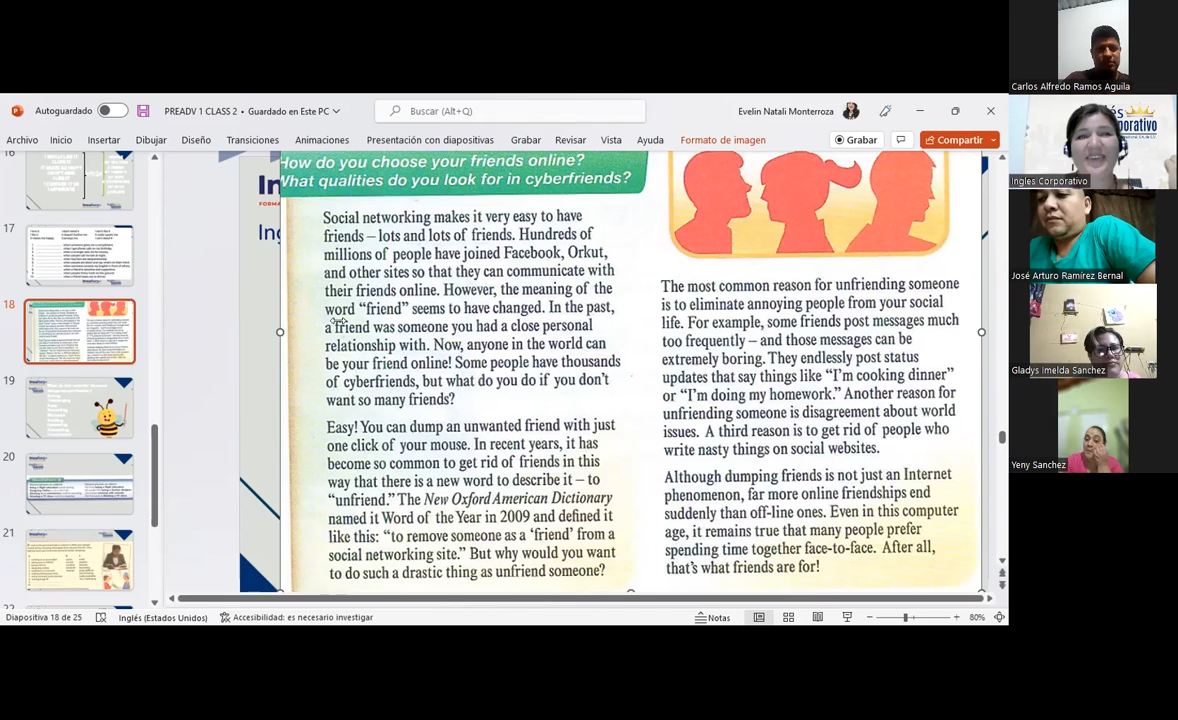 Autoguardado
PREADV 1 CLASS 2 • Guardado en Este PC
Buscar (Alt+Q)
Evelin Natali Monterroza
Archivo
Inicio
Insertar
Dibujar
Diseño
Transiciones
Animaciones
Presentación con diapositivas
Grabar
Revisar
Vista
Ayuda
Formato de imagen
Grabar
Compartir
16
17
18
19
20
21
How do you choose your friends online?
What qualities do you look for in cyberfriends?
Social networking makes it very easy to have
friends – lots and lots of friends. Hundreds of
millions of people have joined Facebook, Orkut,
and other sites so that they can communicate with
their friends online. However, the meaning of the
word "friend" seems to have changed. In the past,
a friend was someone you had a close personal
relationship with. Now, anyone in the world can
be your friend online! Some people have thousands
of cyberfriends, but what do you do if you don't
want so many friends?
Easy! You can dump an unwanted friend with just
one click of your mouse. In recent years, it has
become so common to get rid of friends in this
way that there is a new word to describe it – to
"unfriend." The New Oxford American Dictionary
named it Word of the Year in 2009 and defined it
like this: "to remove someone as a 'friend' from a
social networking site." But why would you want
to do such a drastic thing as unfriend someone?
The most common reason for unfriending someone
is to eliminate annoying people from your social
life. For example, some friends post messages much
too frequently – and those messages can be
extremely boring. They endlessly post status
updates that say things like "I'm cooking dinner"
or "I'm doing my homework." Another reason for
unfriending someone is disagreement about world
issues. A third reason is to get rid of people who
write nasty things on social websites.
Although dumping friends is not just an Internet
phenomenon, far more online friendships end
suddenly than off-line ones. Even in this computer
age, it remains true that many people prefer
spending time together face-to-face. After all,
that's what friends are for!
Diapositiva 18 de 25
Inglés (Estados Unidos)
Accesibilidad: es necesario investigar
Notas
80%
Carlos Alfredo Ramos Aguila
Ingles Corporativo
José Arturo Ramírez Bernal
Gladys Imelda Sanchez
Yeny Sanchez